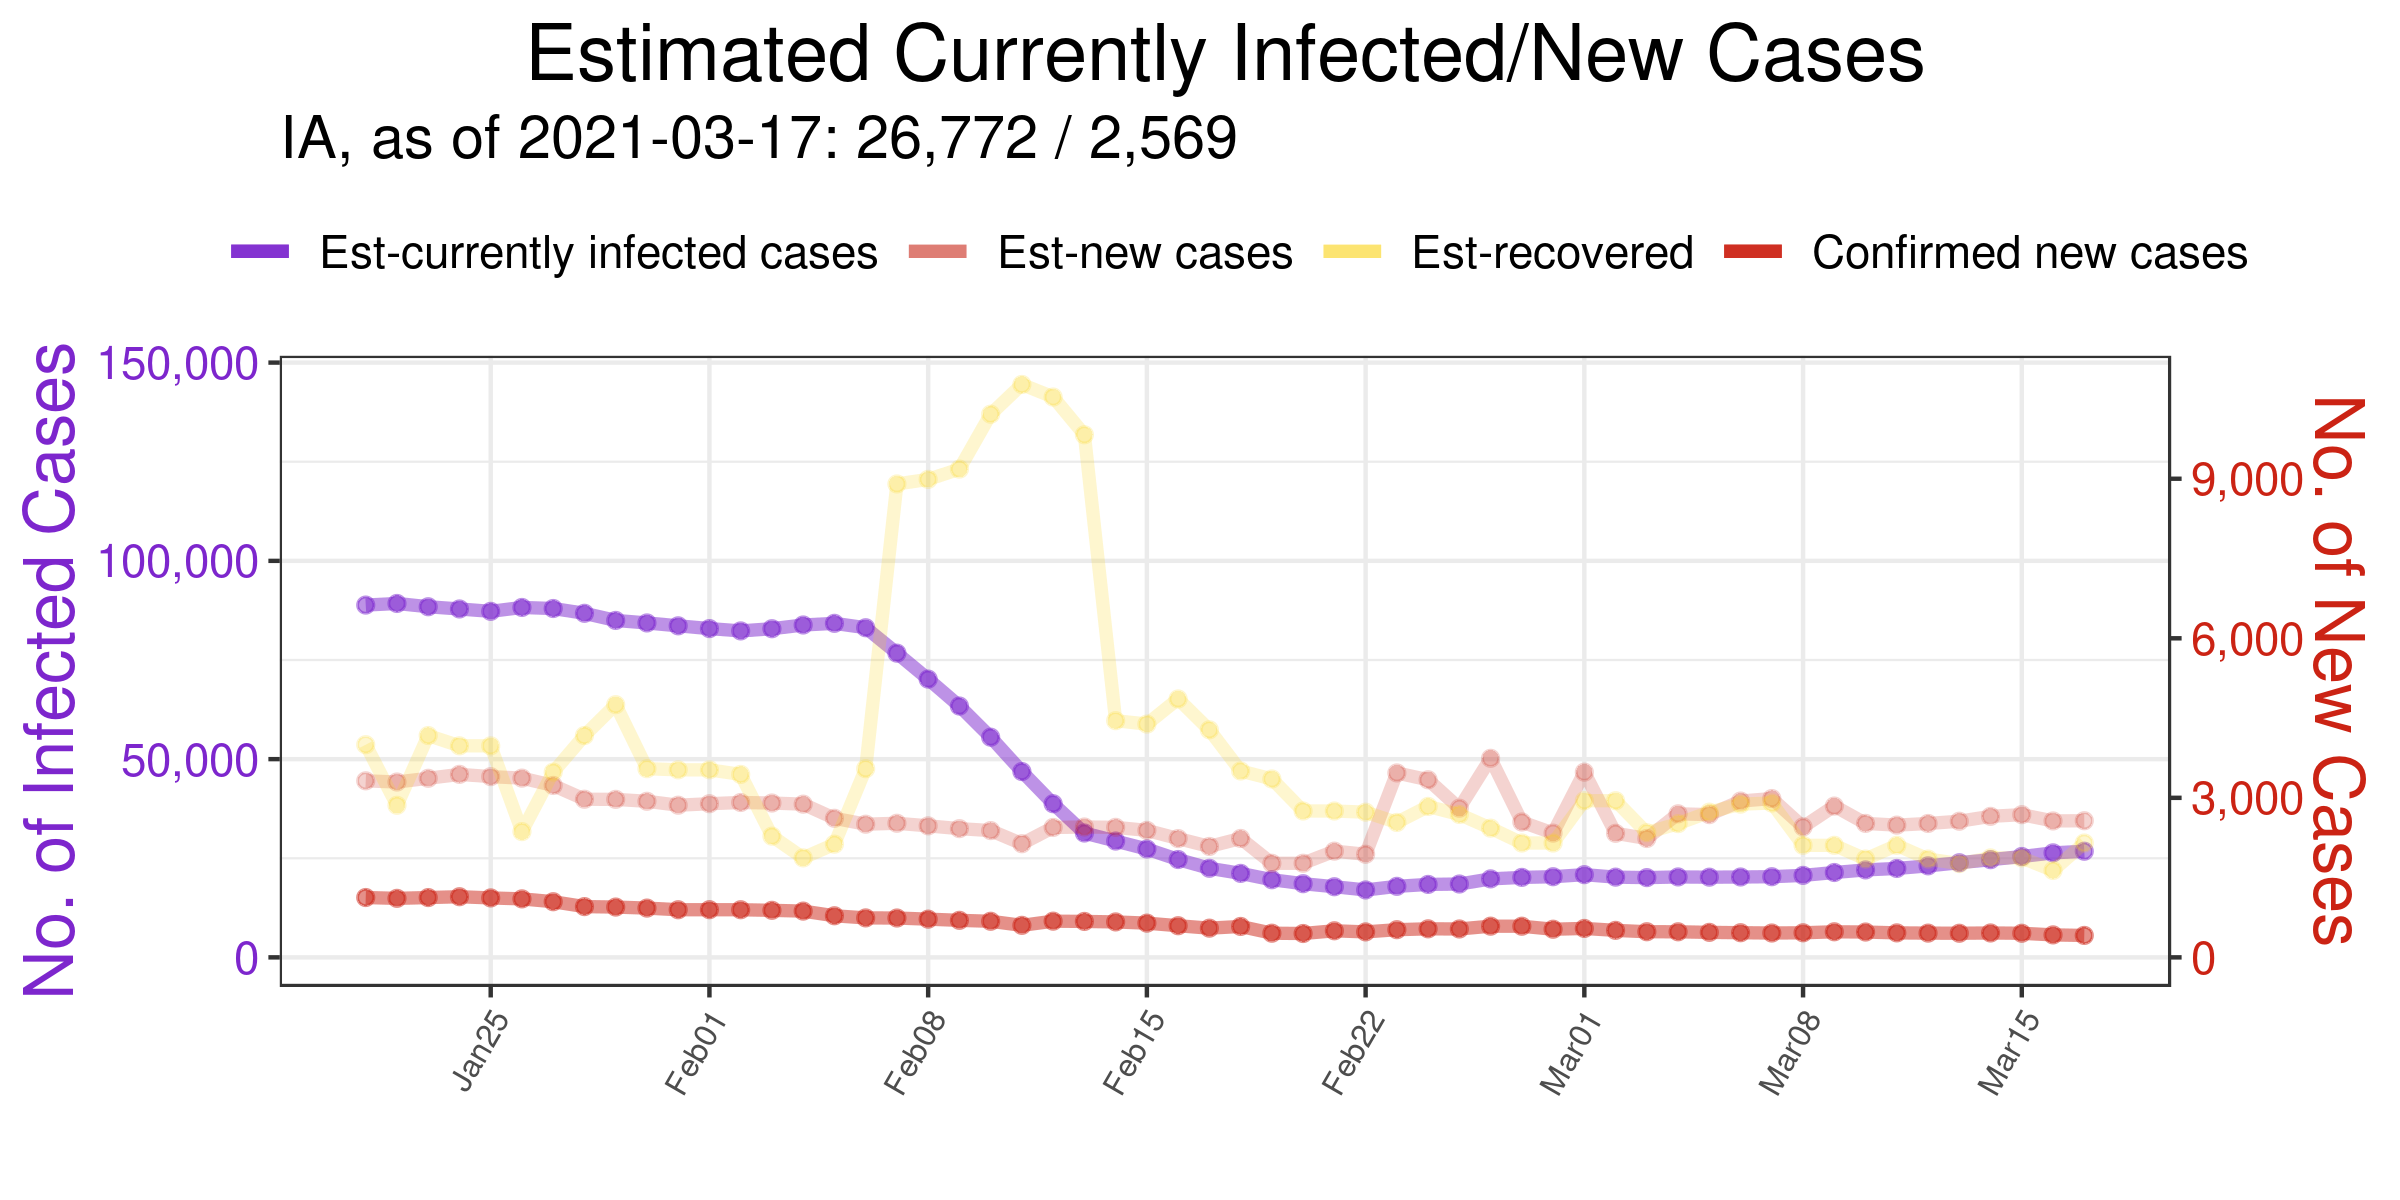 Estimated Currently Infected/New Cases
IA, as of 2021-03-17: 26,772 / 2,569
Est-currently infected cases Est-new cases Est-recovered Confirmed new cases
No. of Infected Cases
150,000
100,000
50,000
0
9,000
6,000
3,000
0
No. of New Cases
Jan25 Feb01 Feb08 Feb15 Feb22 Mar01 Mar08 Mar15